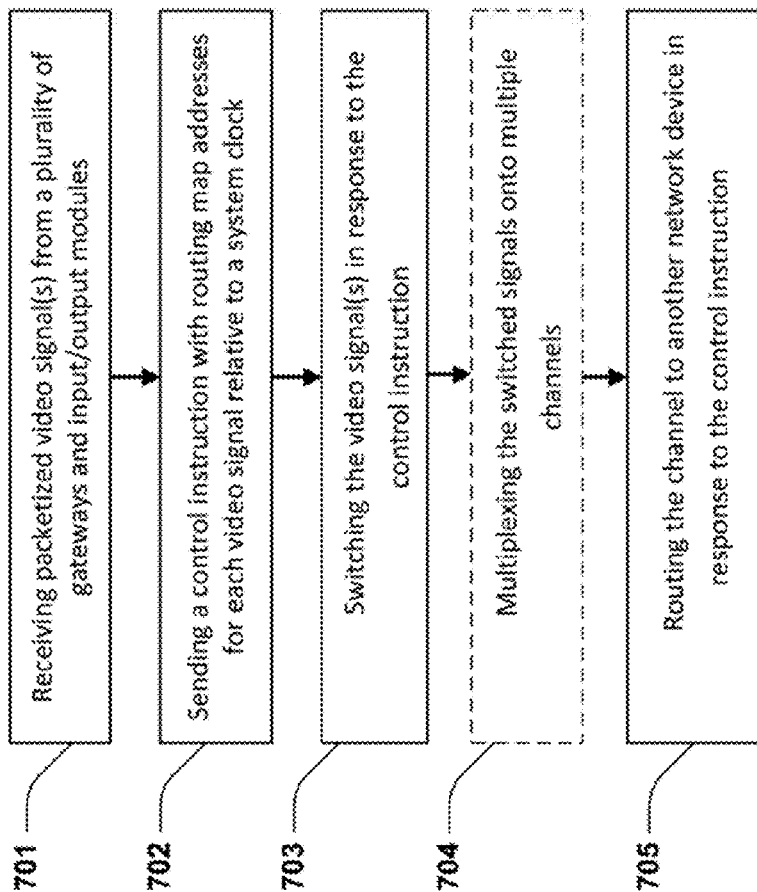 701
Receiving packetized video signal(s) from a plurality of
gateways and input/output modules
702
Sending a control instruction with routing map addresses
for each video signal relative to a system clock
703
Switching the video signal(s) in response to the
control instruction
704
Multiplexing the switched signals onto multiple
channels
705
Routing the channel to another network device in
response to the control instruction